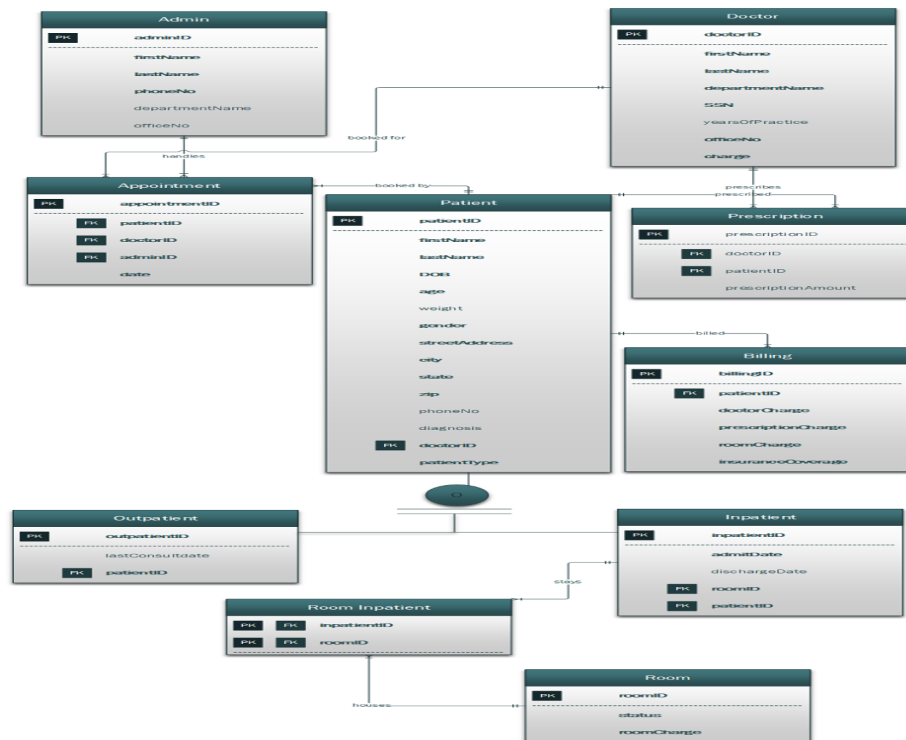 Admin
PK adminID
firstName
lastName
phoneNo
departmentName
officeNo
Doctor
PK doctorID
firstName
lastName
departmentName
SSN
yearsOfPractice
officeNo
charge
booked for
handles
Appointment
PK appointmentID
FK patientID
FK doctorID
FK adminID
date
booked by
prescribes
prescribed
Patient
PK patientID
firstName
lastName
DOB
age
weight
gender
streetAddress
city
state
zip
phoneNo
diagnosis
FK doctorID
patientType
Prescription
PK prescriptionID
FK doctorID
FK patientID
prescriptionAmount
billed
Billing
PK billingID
FK patientID
doctorCharge
prescriptionCharge
roomCharge
insuranceCoverage
O
Outpatient
PK outpatientID
lastConsultdate
FK patientID
Inpatient
PK inpatientID
admitDate
dischargeDate
FK roomID
FK patientID
stays
Room Inpatient
PK FK inpatientID
PK FK roomID
houses
Room
PK roomID
status
roomCharge